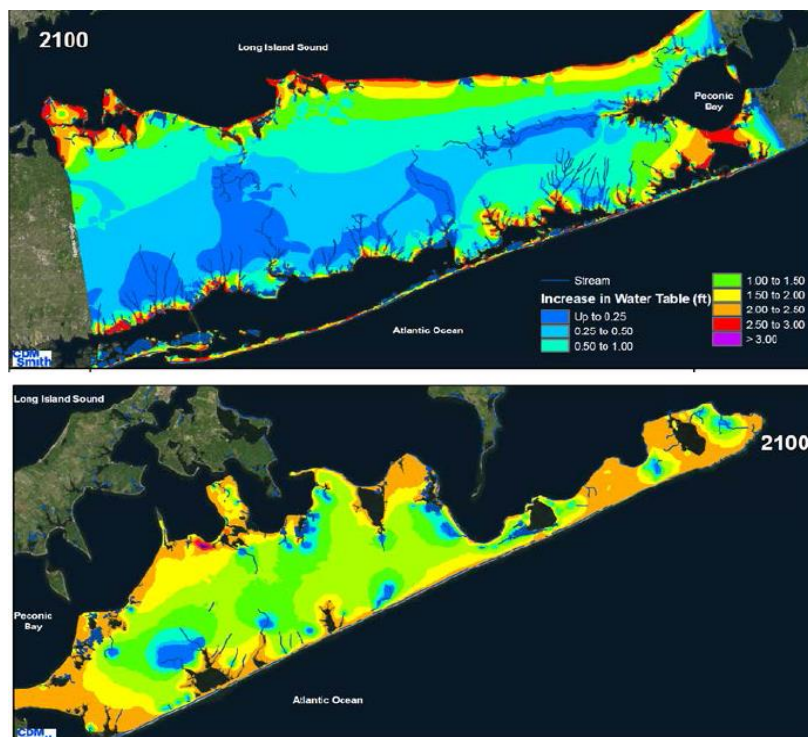 2100
Long Island Sound
Peconic
Bay
Atlantic Ocean
Stream
Increase in Water Table (ft)
Up to 0.25
0.25 to 0.50
0.50 to 1.00
1.00 to 1.50
1.50 to 2.00
2.00 to 2.50
2.50 to 3.00
> 3.00
CDM
Smith
Long Island Sound
2100
Peconic
Bay
Atlantic Ocean
CDM